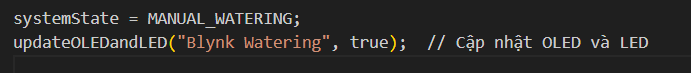 systemState = MANUAL_WATERING;
updateOLEDandLED("Blynk Watering", true);  // Cập nhật OLED và LED